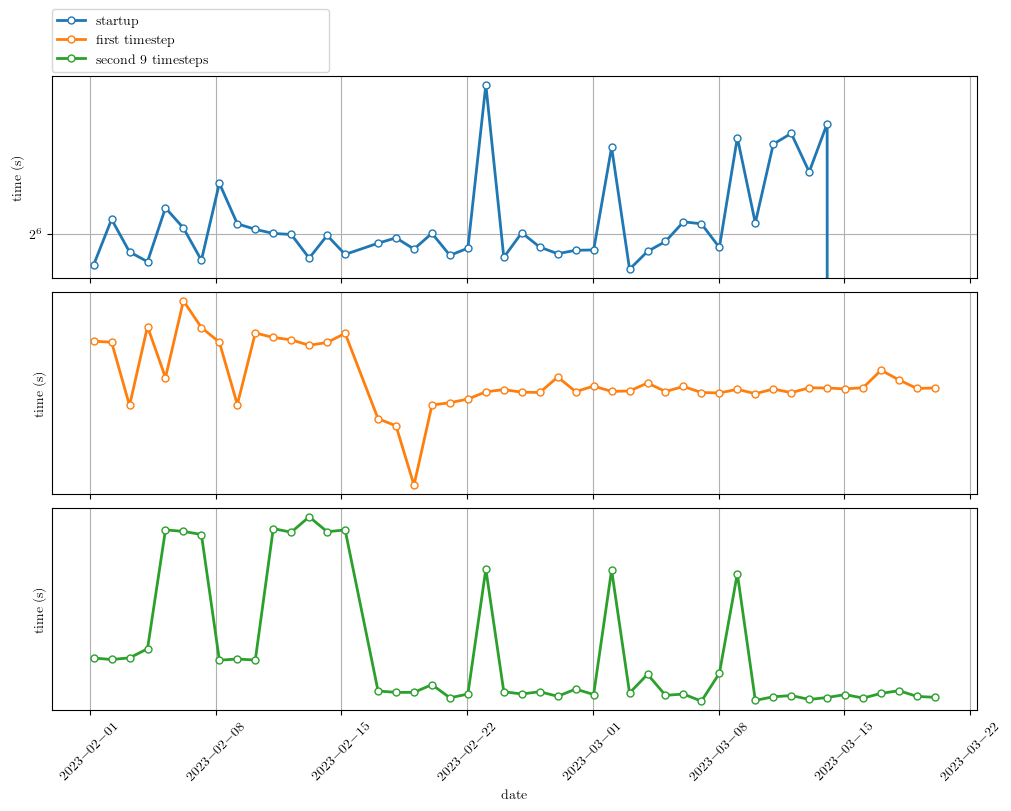 startup
first timestep
second 9 timesteps
time (s)
2⁶
time (s)
time (s)
2023−02−01
2023−02−08
2023−02−15
2023−02−22
2023−03−01
2023−03−08
2023−03−15
2023−03−22
date